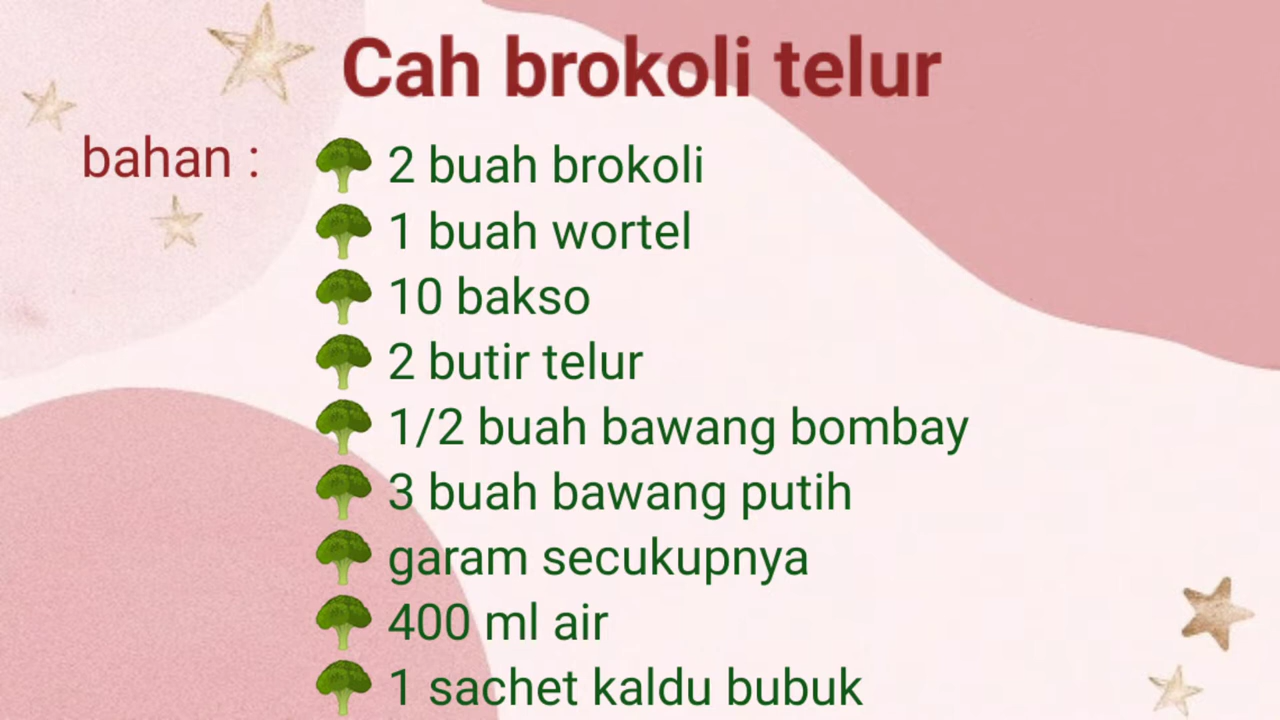 Cah brokoli telur
bahan :
2 buah brokoli
1 buah wortel
10 bakso
2 butir telur
1/2 buah bawang bombay
3 buah bawang putih
garam secukupnya
400 ml air
1 sachet kaldu bubuk